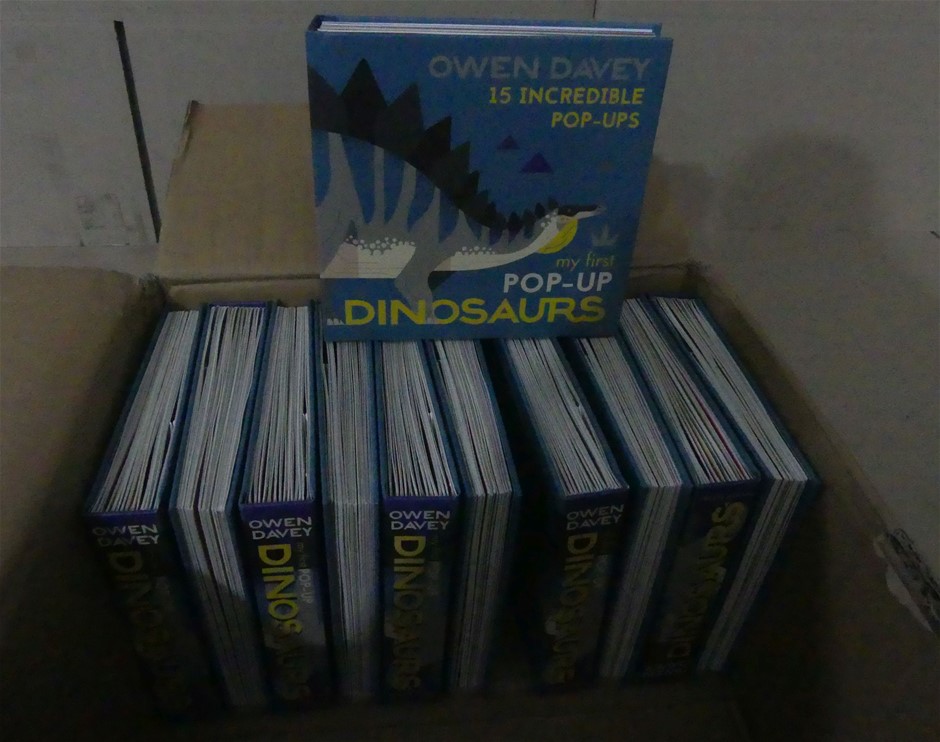 OWEN DAVEY
15 INCREDIBLE
POP-UPS
my first
POP-UP
DINOSAURS
OWEN
DAVEY
DINOSAURS
OWEN
DAVEY
DINOSAURS
OWEN
DAVEY
DINOSAURS
OWEN
DAVEY
DINOSAURS
DINOSAURS